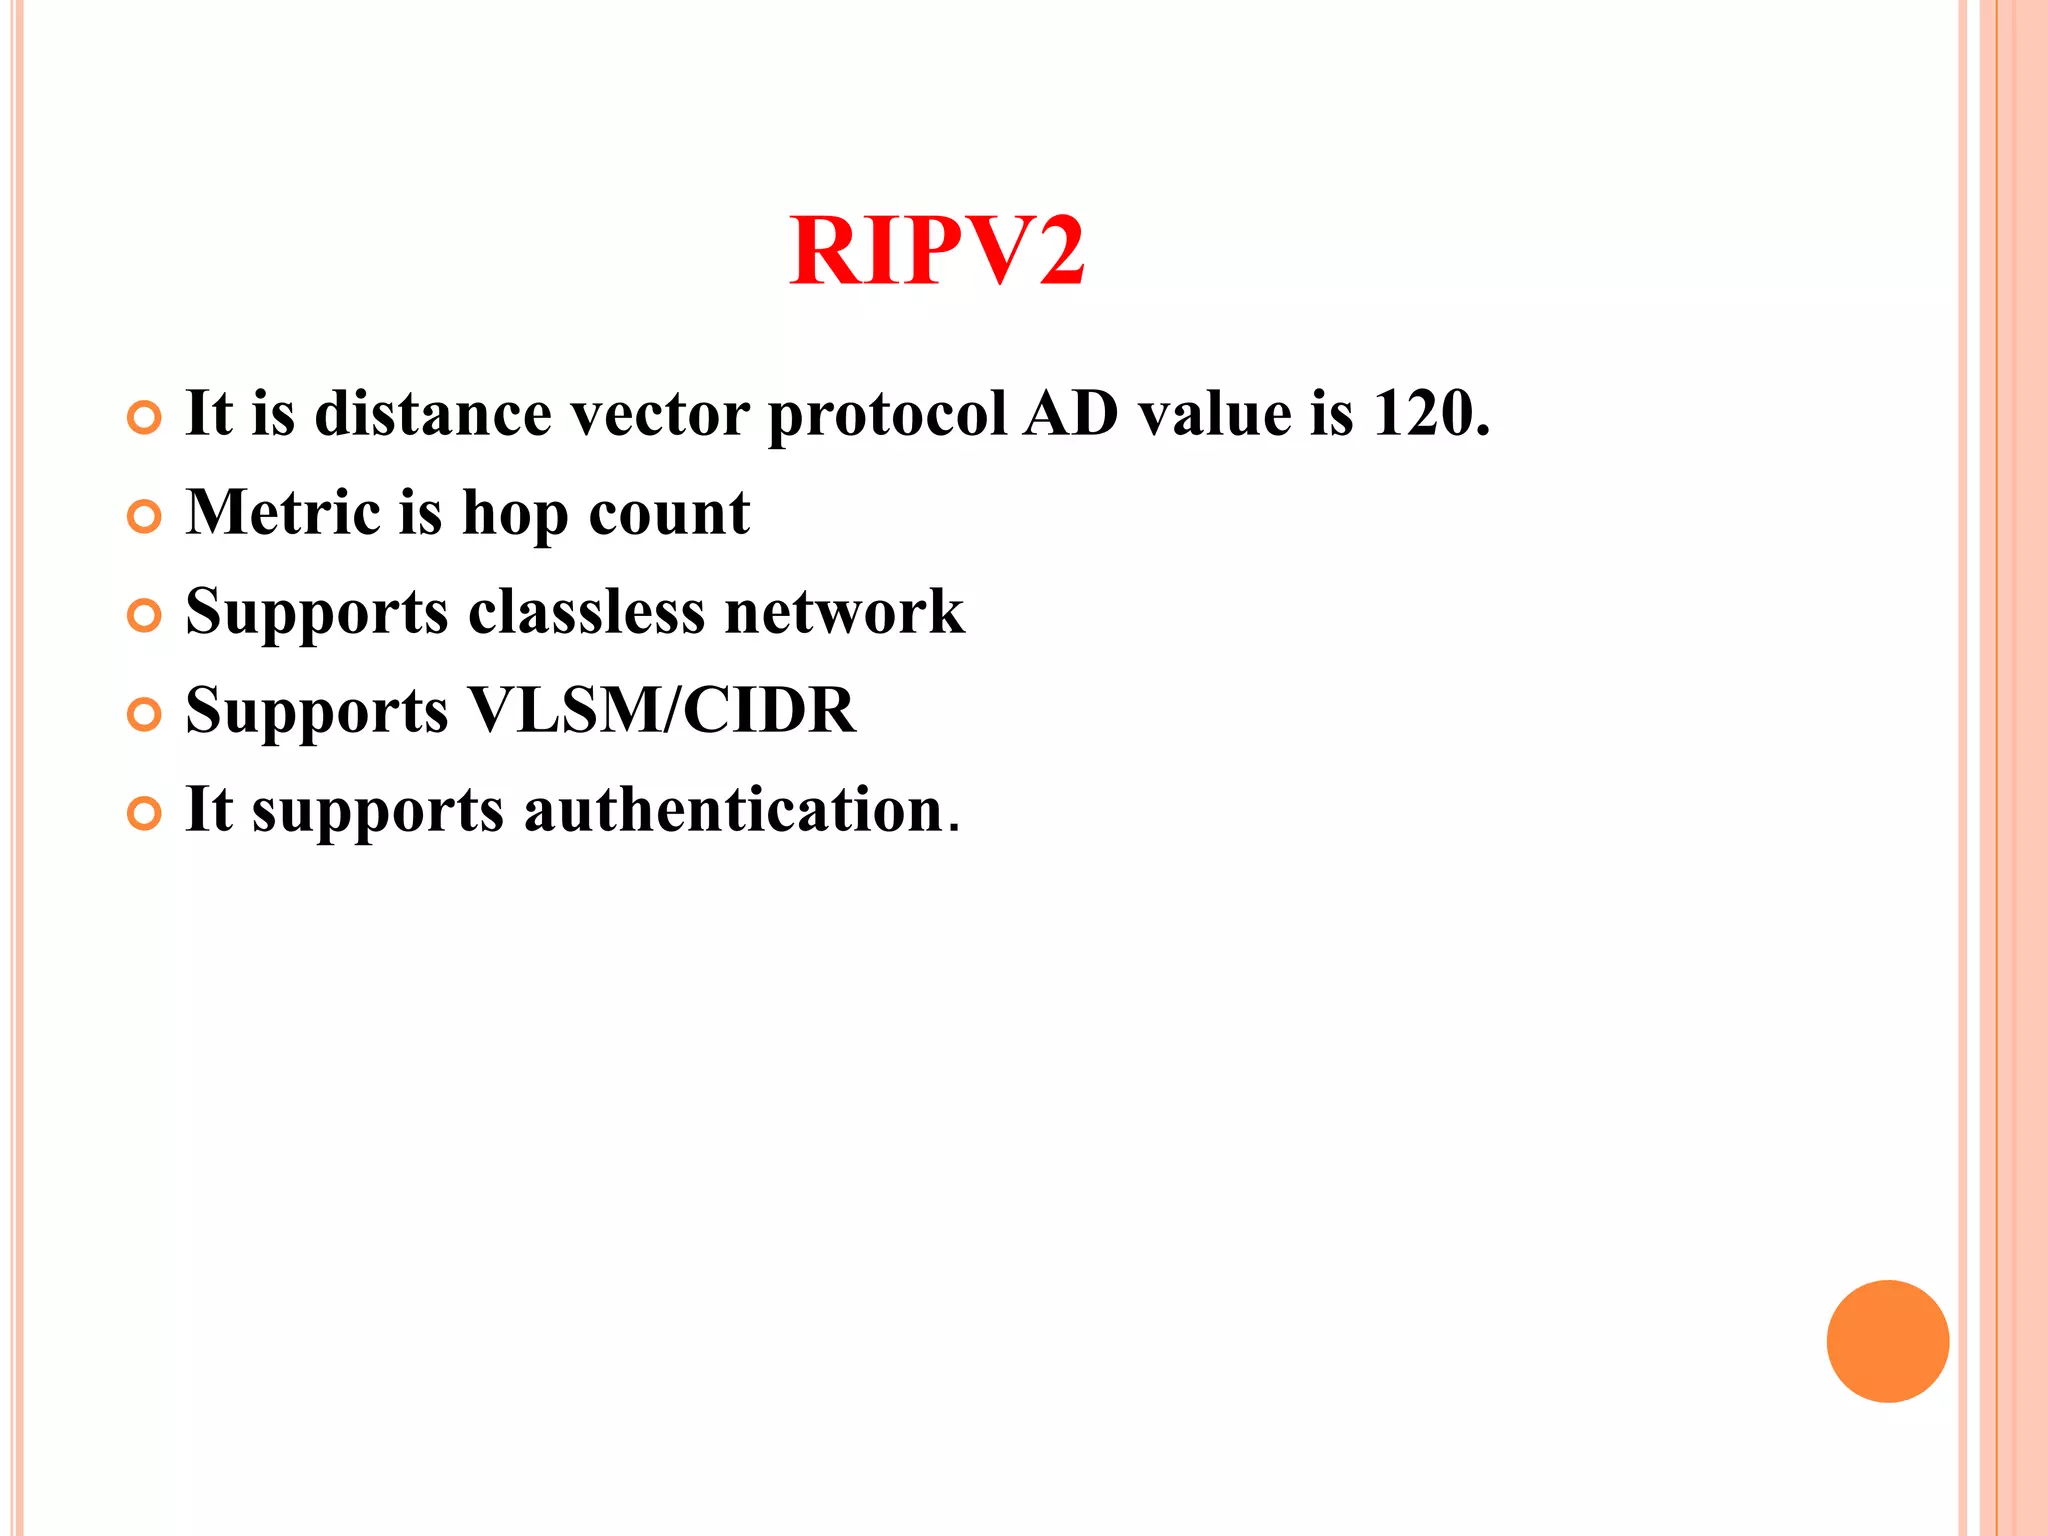 RIPV2
It is distance vector protocol AD value is 120.
Metric is hop count
Supports classless network
Supports VLSM/CIDR
It supports authentication.